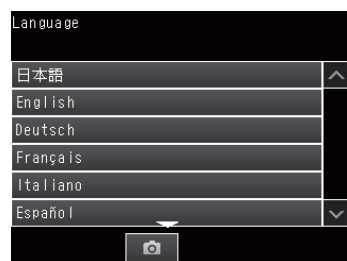 Language
日本語
English
Deutsch
Français
Italiano
Español